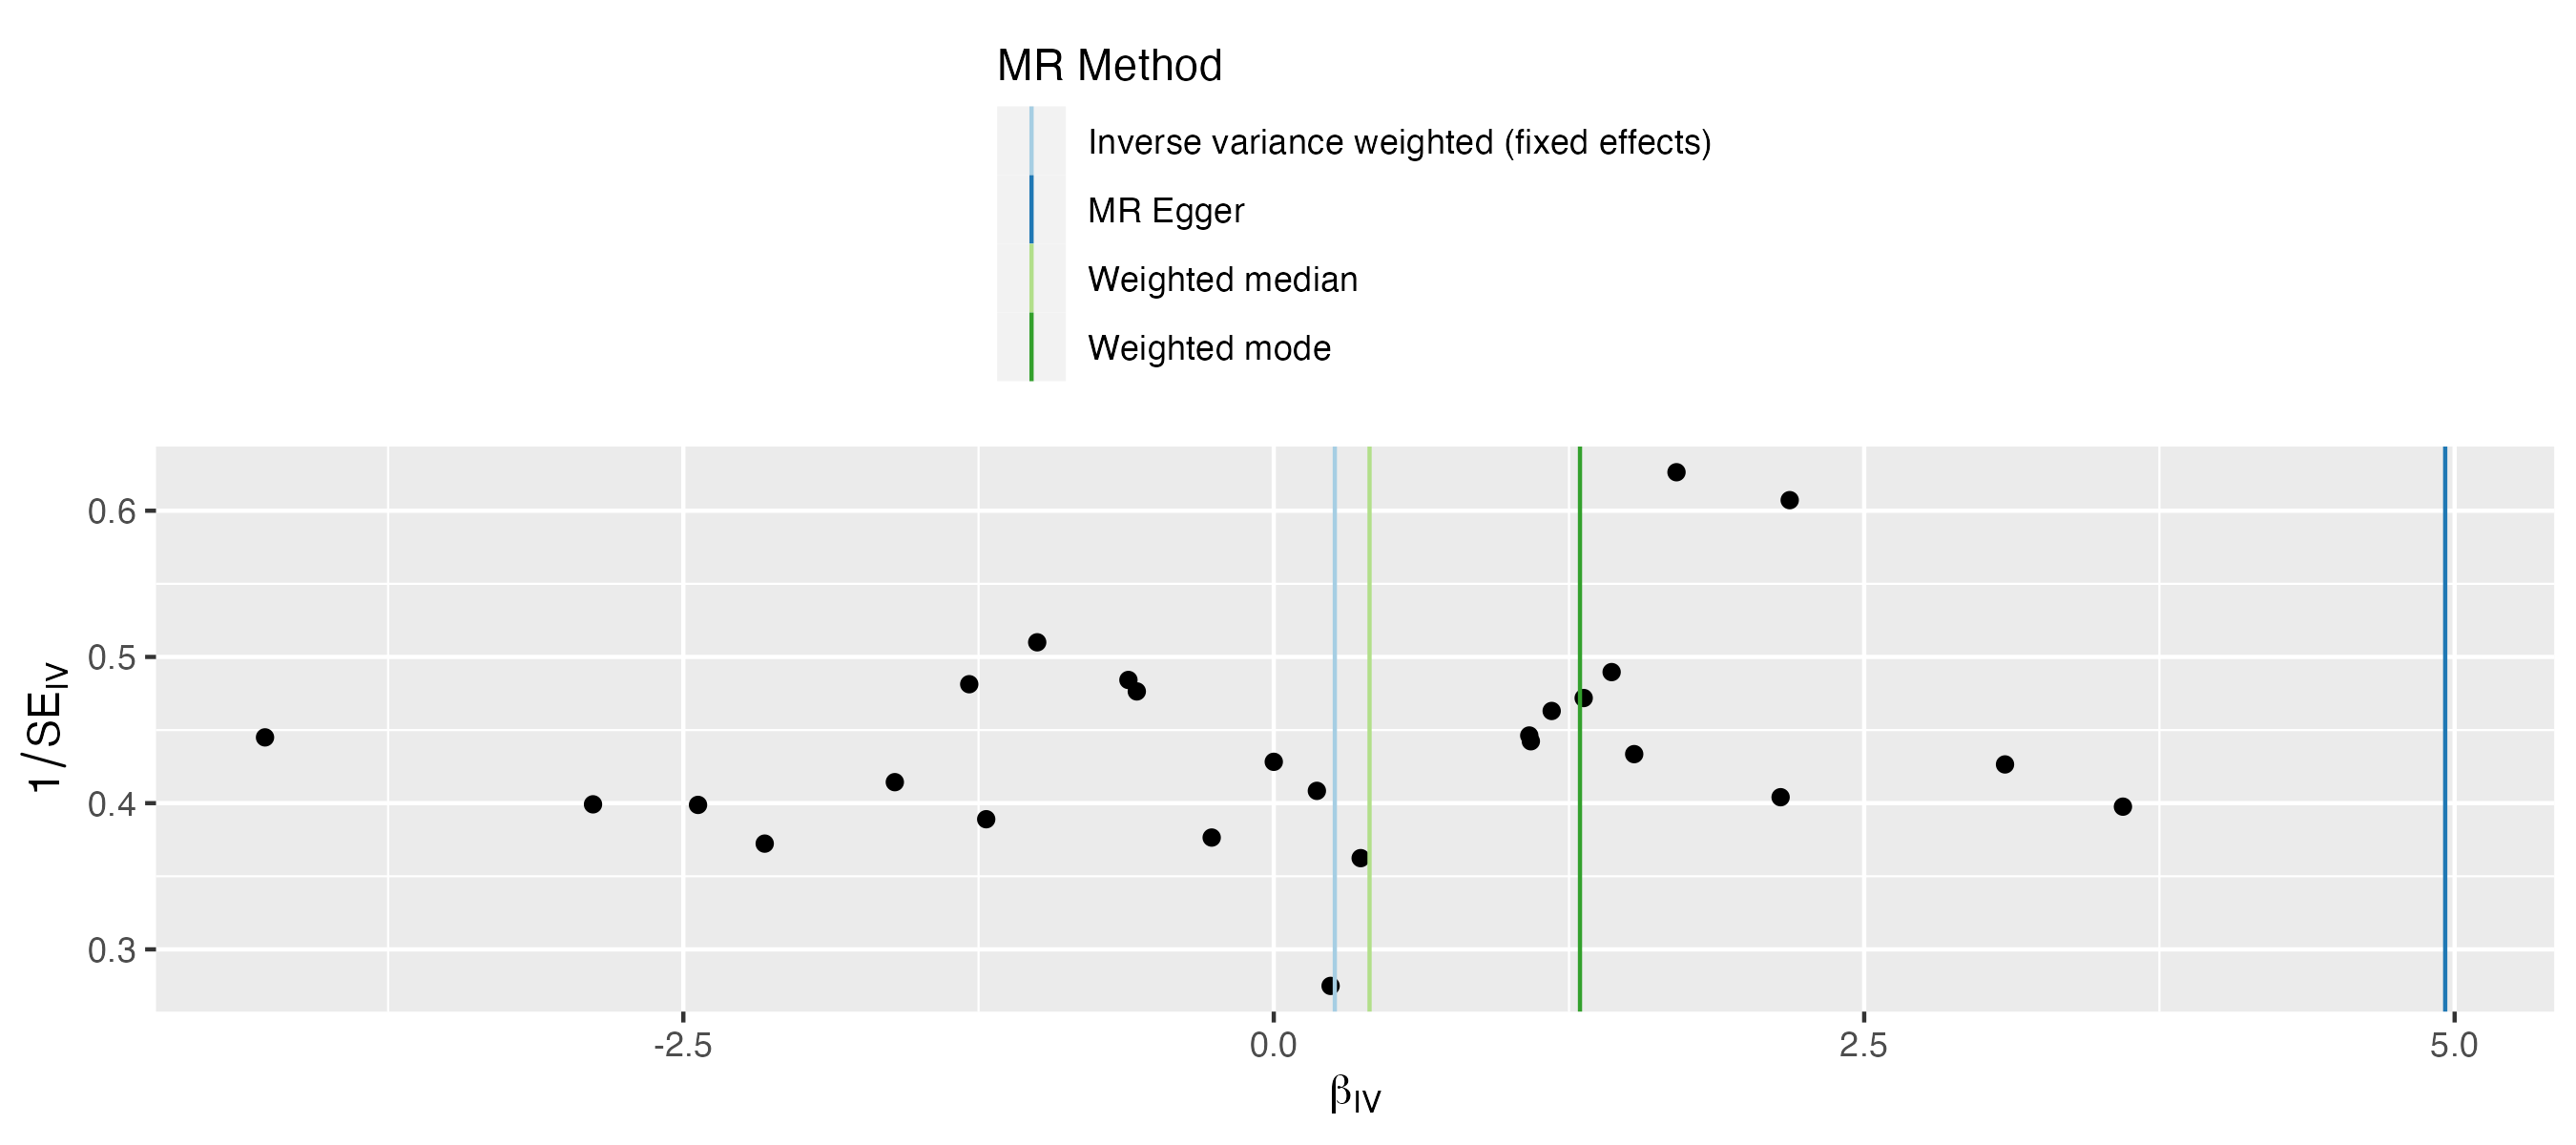 MR Method
Inverse variance weighted (fixed effects)
MR Egger
Weighted median
Weighted mode
0.6
0.5
0.4
0.3
1/SE_IV
-2.5 0.0 2.5 5.0
β_IV